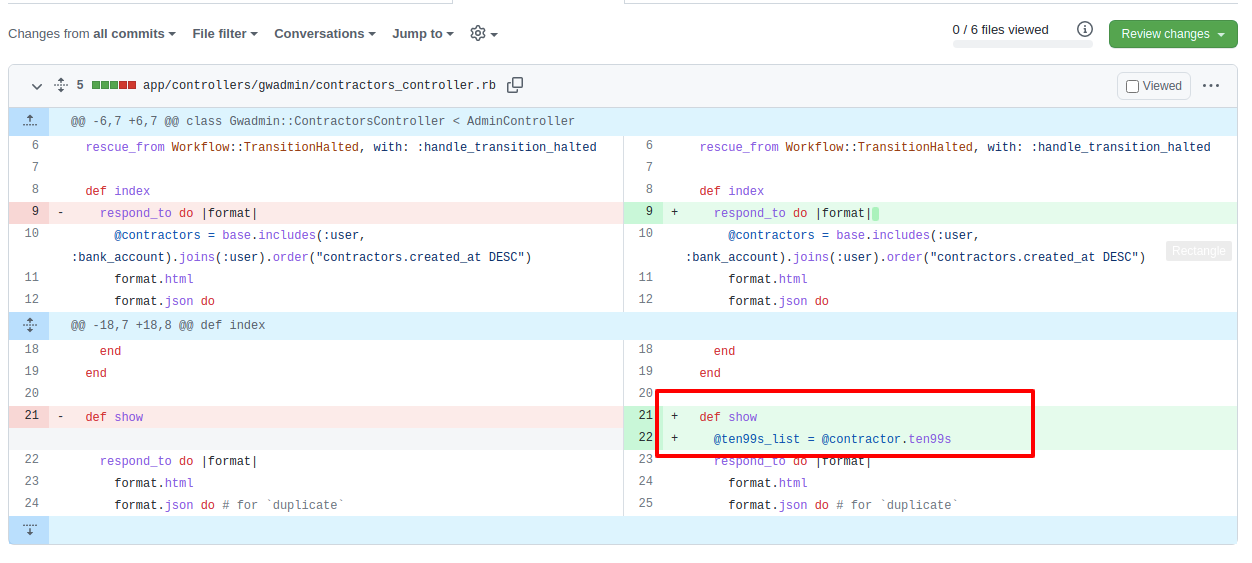 Changes from all commits File filter Conversations Jump to 0 / 6 files viewed Review changes
5 app/controllers/gwadmin/contractors_controller.rb Viewed
@@ -6,7 +6,7 @@ class Gwadmin::ContractorsController < AdminController
6 rescue_from Workflow::TransitionHalted, with: :handle_transition_halted 6 rescue_from Workflow::TransitionHalted, with: :handle_transition_halted
7 7
8 def index 8 def index
9 - respond_to do |format| 9 + respond_to do |format|
10 @contractors = base.includes(:user, 10 @contractors = base.includes(:user,
:bank_account).joins(:user).order("contractors.created_at DESC") :bank_account).joins(:user).order("contractors.created_at DESC") Rectangle
11 format.html 11 format.html
12 format.json do 12 format.json do
@@ -18,7 +18,8 @@ def index
18 end 18 end
19 end 19 end
20 20
21 - def show 21 + def show
22 + @ten99s_list = @contractor.ten99s
22 respond_to do |format| 23 respond_to do |format|
23 format.html 24 format.html
24 format.json do # for `duplicate` 25 format.json do # for `duplicate`